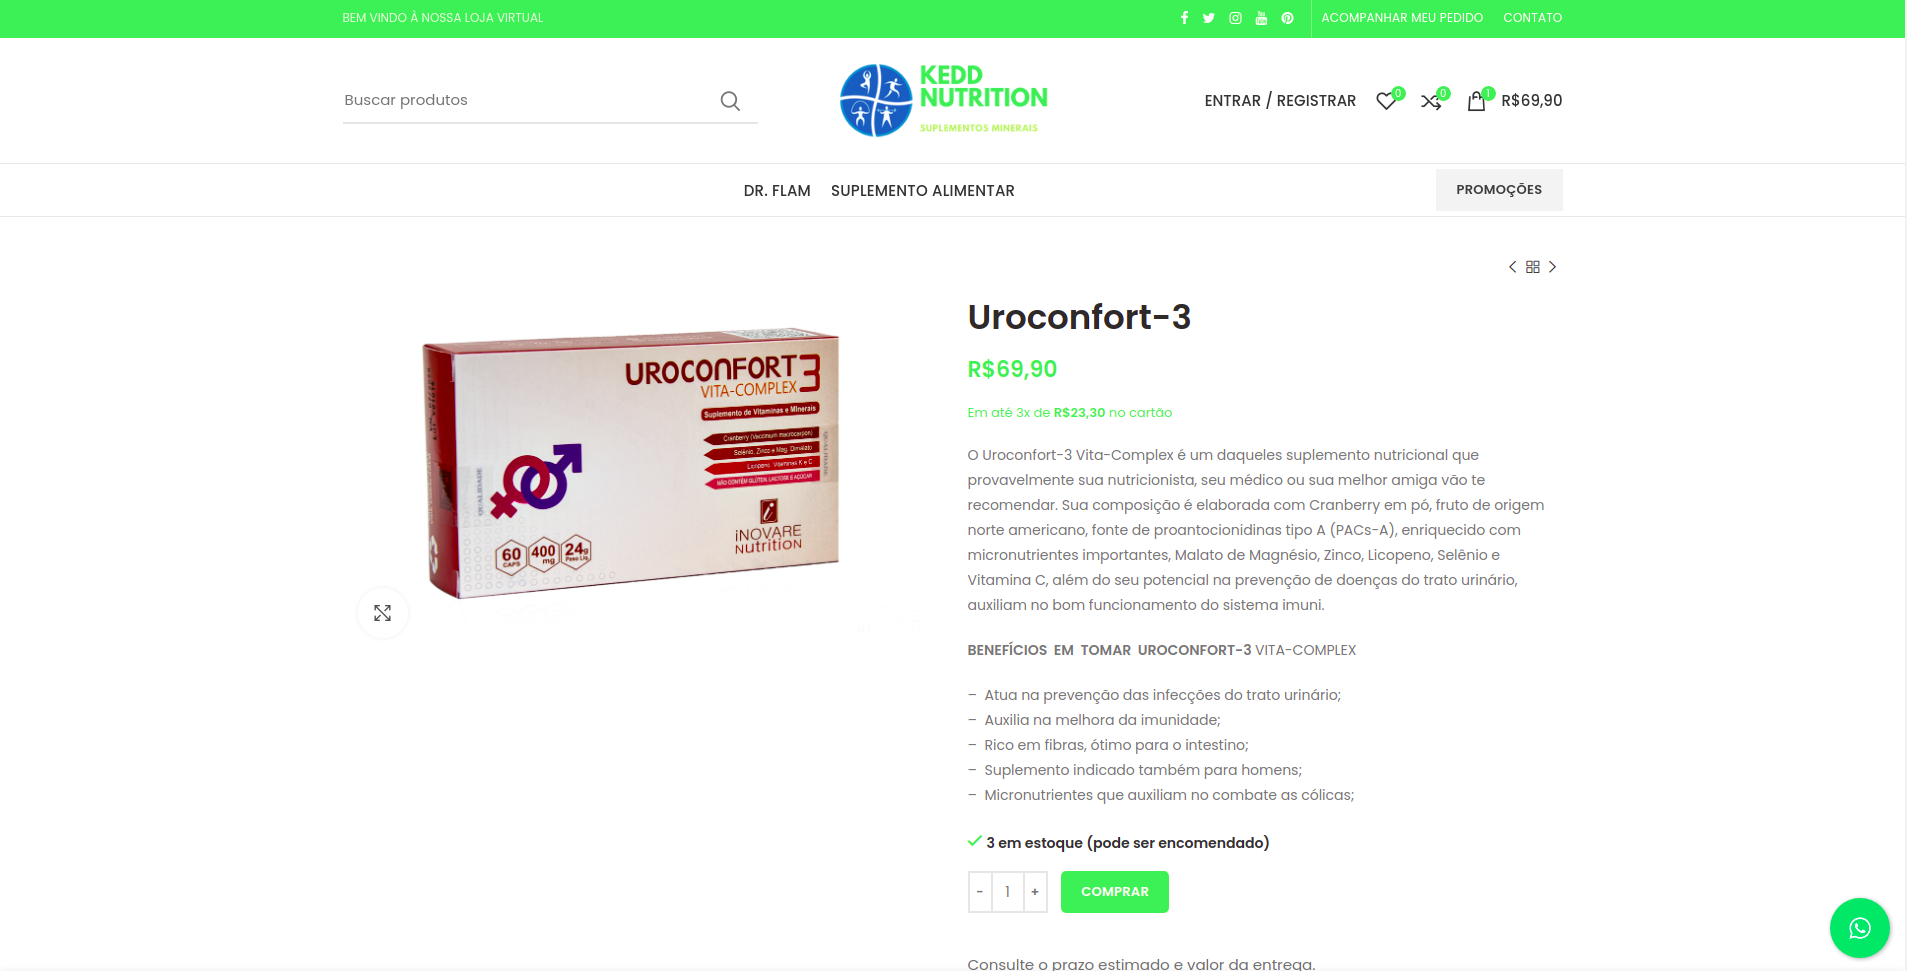 BEM VINDO À NOSSA LOJA VIRTUAL
ACOMPANHAR MEU PEDIDO
CONTATO
Buscar produtos
KEDD
NUTRITION
SUPLEMENTOS MINERAIS
ENTRAR / REGISTRAR
0
0
1
R$69,90
DR. FLAM
SUPLEMENTO ALIMENTAR
PROMOÇÕES
UROCONFORT 3
VITA-COMPLEX
Suplemento de Vitaminas e Minerais
Cranberry (Vaccinium macrocarpon)
Selênio, Zinco e Mag. Dimalato
Licopeno, Vitaminas K e C
NÃO CONTÉM GLÚTEN, LACTOSE E AÇÚCAR
QUALIDADE
60
CAPS
400
mg
24g
Peso Líq.
iNOVARE
Nutrition
Uroconfort-3
R$69,90
Em até 3x de R$23,30 no cartão
O Uroconfort-3 Vita-Complex é um daqueles suplemento nutricional que
provavelmente sua nutricionista, seu médico ou sua melhor amiga vão te
recomendar. Sua composição é elaborada com Cranberry em pó, fruto de origem
norte americano, fonte de proantocionidinas tipo A (PACs-A), enriquecido com
micronutrientes importantes, Malato de Magnésio, Zinco, Licopeno, Selênio e
Vitamina C, além do seu potencial na prevenção de doenças do trato urinário,
auxiliam no bom funcionamento do sistema imuni.
BENEFÍCIOS EM TOMAR UROCONFORT-3 VITA-COMPLEX
– Atua na prevenção das infecções do trato urinário;
– Auxilia na melhora da imunidade;
– Rico em fibras, ótimo para o intestino;
– Suplemento indicado também para homens;
– Micronutrientes que auxiliam no combate as cólicas;
3 em estoque (pode ser encomendado)
- 1 +
COMPRAR
Consulte o prazo estimado e valor da entrega.